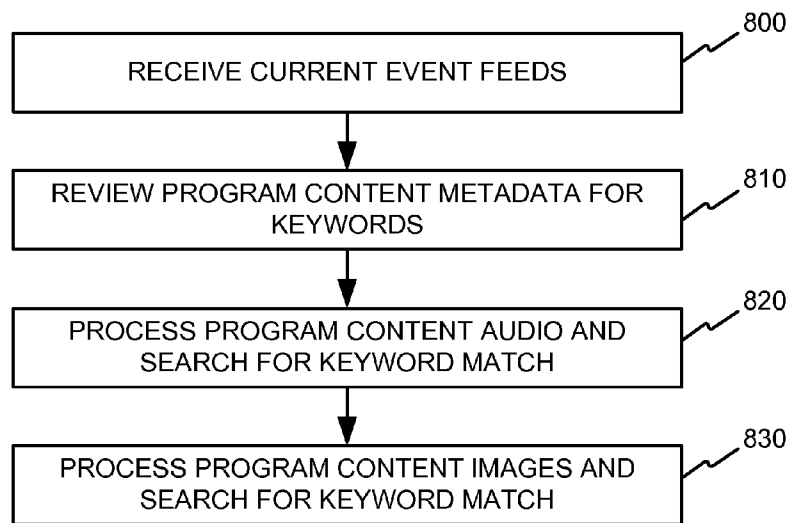 800
RECEIVE CURRENT EVENT FEEDS
810
REVIEW PROGRAM CONTENT METADATA FOR
KEYWORDS
820
PROCESS PROGRAM CONTENT AUDIO AND
SEARCH FOR KEYWORD MATCH
830
PROCESS PROGRAM CONTENT IMAGES AND
SEARCH FOR KEYWORD MATCH